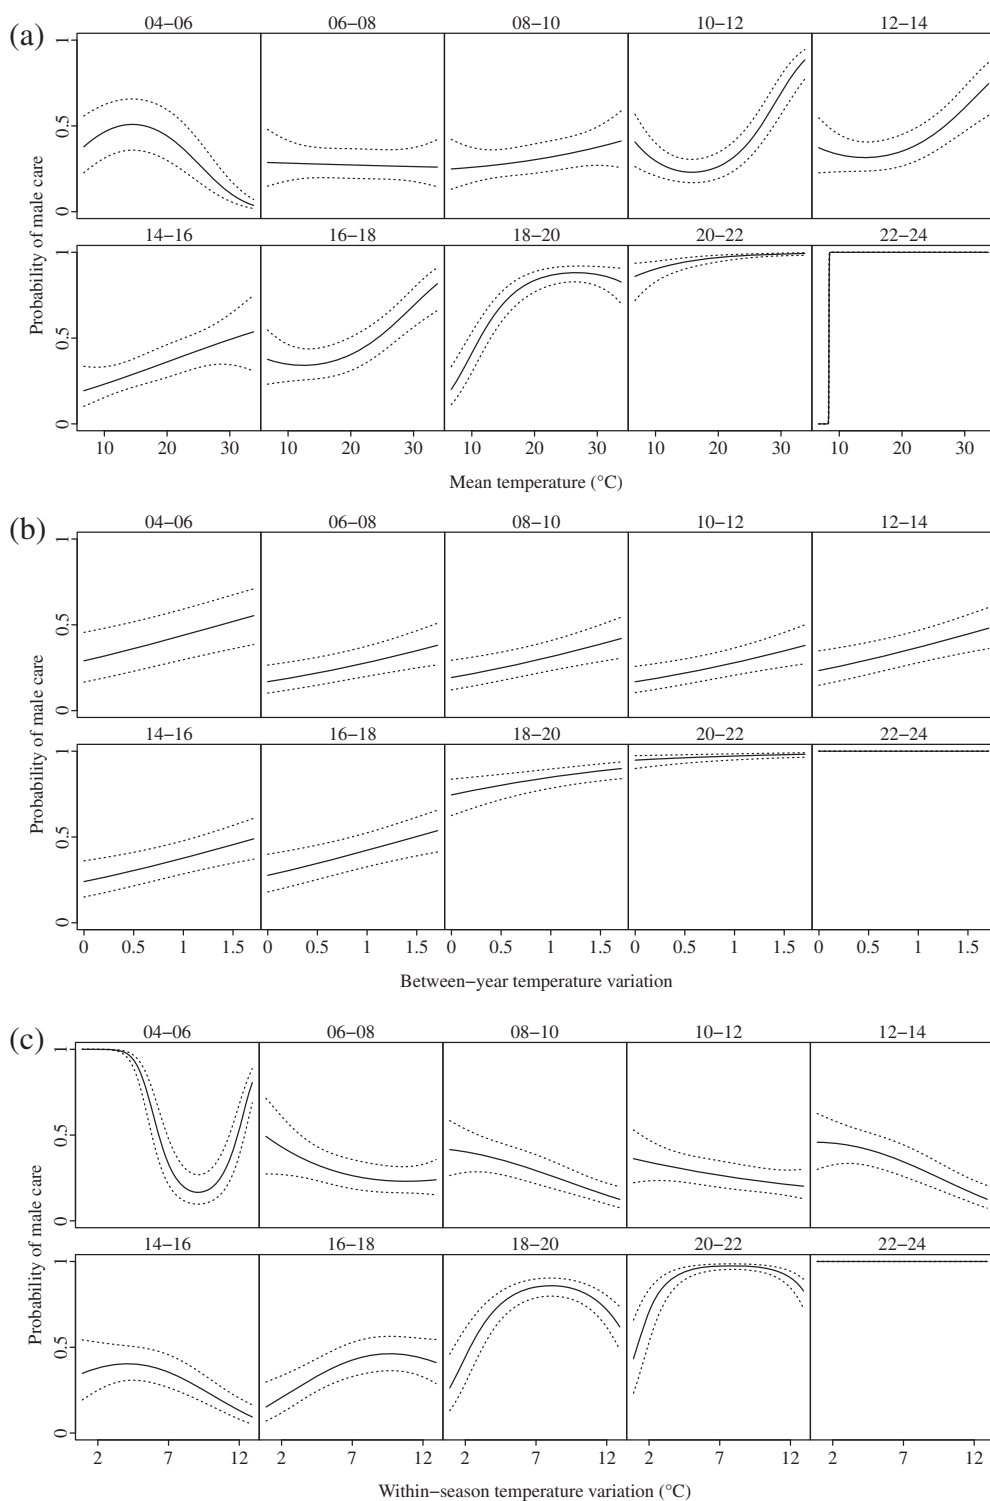 (a)
04−06 06−08 08−10 10−12 12−14
1
0.5
0
14−16 16−18 18−20 20−22 22−24
1
0.5
0
Probability of male care
10 20 30 10 20 30 10 20 30 10 20 30 10 20 30
Mean temperature (°C)
(b)
04−06 06−08 08−10 10−12 12−14
1
0.5
0
14−16 16−18 18−20 20−22 22−24
1
0.5
0
Probability of male care
0 0.5 1 1.5 0 0.5 1 1.5 0 0.5 1 1.5 0 0.5 1 1.5 0 0.5 1 1.5
Between−year temperature variation
(c)
04−06 06−08 08−10 10−12 12−14
1
0.5
0
14−16 16−18 18−20 20−22 22−24
1
0.5
0
Probability of male care
2 7 12 2 7 12 2 7 12 2 7 12 2 7 12
Within−season temperature variation (°C)